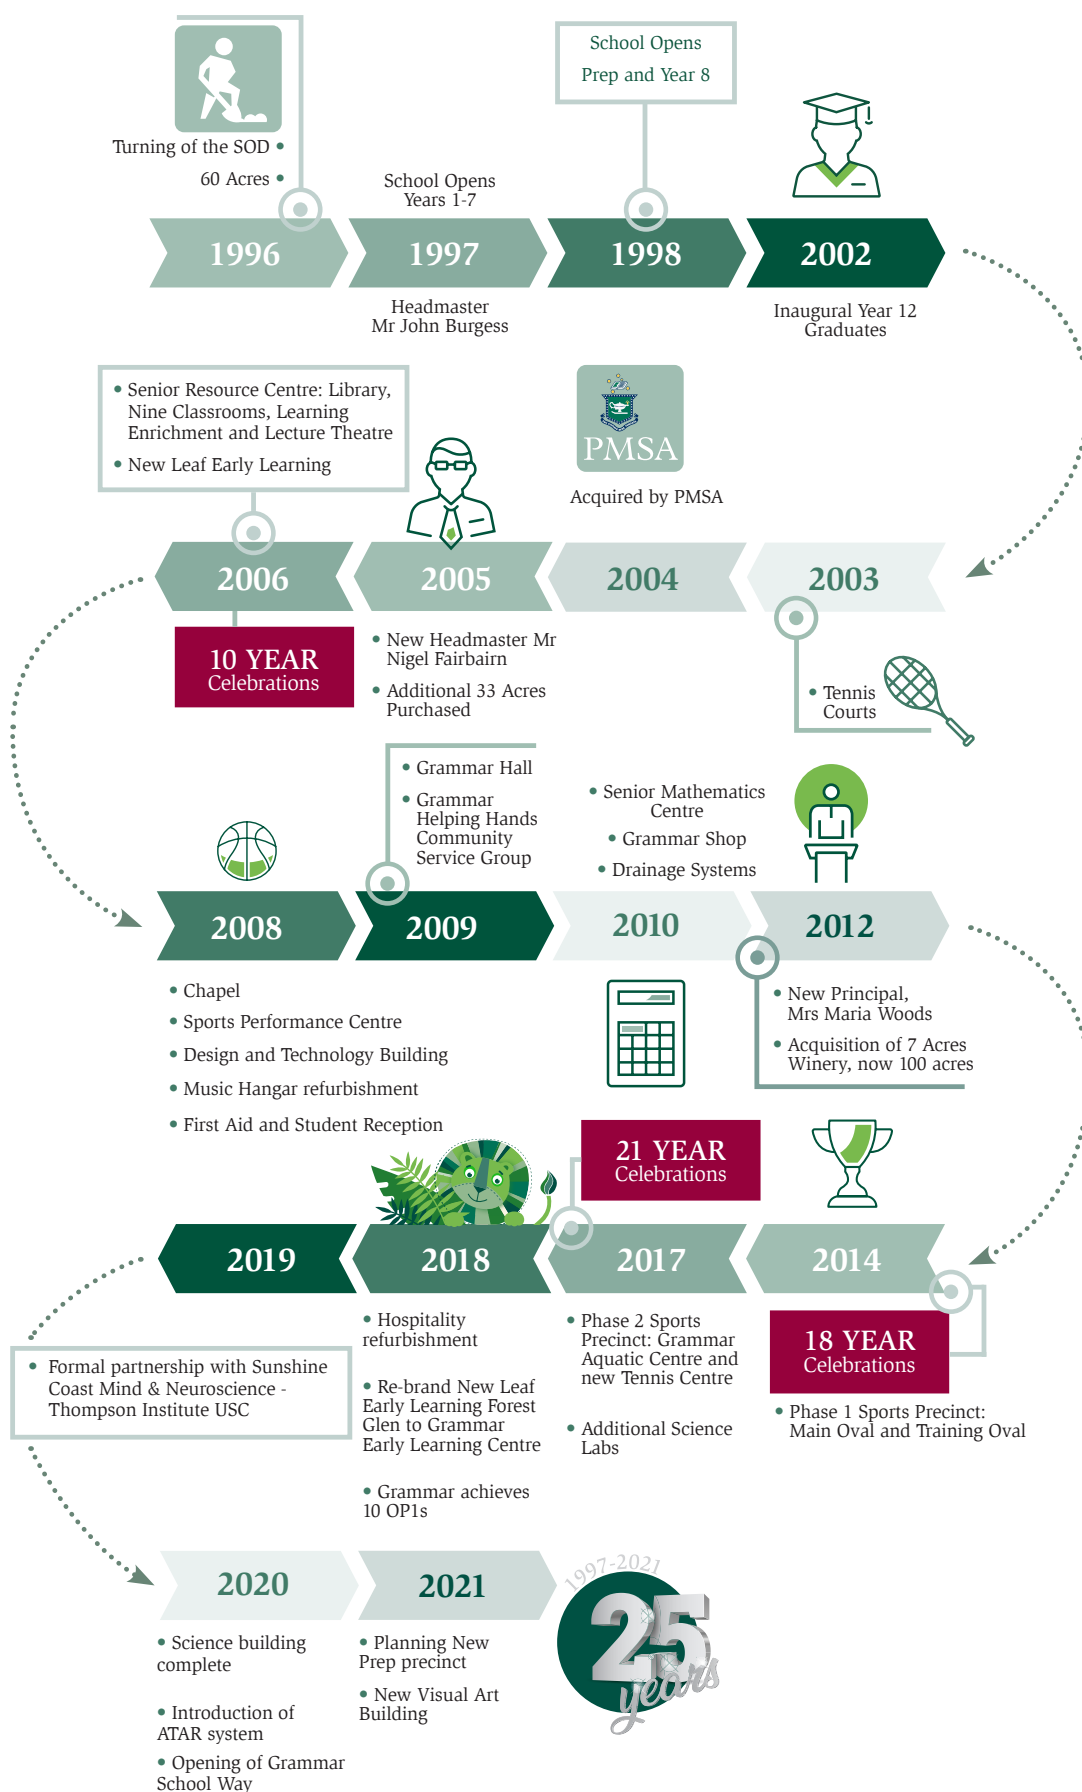 Turning of the SOD •
60 Acres •
School Opens
Years 1-7
School Opens
Prep and Year 8
1996
1997
1998
2002
Headmaster
Mr John Burgess
Inaugural Year 12
Graduates
• Senior Resource Centre: Library,
Nine Classrooms, Learning
Enrichment and Lecture Theatre
• New Leaf Early Learning
PMSA
Acquired by PMSA
2006
2005
2004
2003
10 YEAR
Celebrations
• New Headmaster Mr
Nigel Fairbairn
• Additional 33 Acres
Purchased
• Tennis
Courts
• Grammar Hall
• Grammar
Helping Hands
Community
Service Group
• Senior Mathematics
Centre
• Grammar Shop
• Drainage Systems
2008
2009
2010
2012
• Chapel
• Sports Performance Centre
• Design and Technology Building
• Music Hangar refurbishment
• First Aid and Student Reception
• New Principal,
Mrs Maria Woods
• Acquisition of 7 Acres
Winery, now 100 acres
21 YEAR
Celebrations
2019
2018
2017
2014
• Formal partnership with Sunshine
Coast Mind & Neuroscience -
Thompson Institute USC
• Hospitality
refurbishment
• Re-brand New Leaf
Early Learning Forest
Glen to Grammar
Early Learning Centre
• Grammar achieves
10 OP1s
• Phase 2 Sports
Precinct: Grammar
Aquatic Centre and
new Tennis Centre
• Additional Science
Labs
18 YEAR
Celebrations
• Phase 1 Sports Precinct:
Main Oval and Training Oval
2020
2021
1997-2021
25
years
• Science building
complete
• Introduction of
ATAR system
• Opening of Grammar
School Way
• Planning New
Prep precinct
• New Visual Art
Building